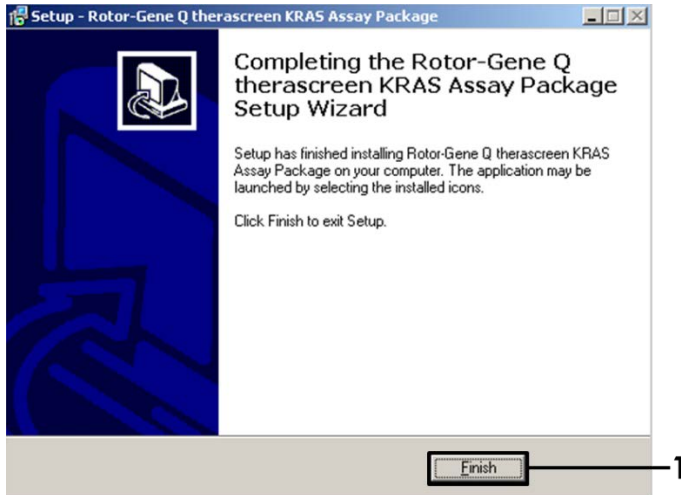 Setup - Rotor-Gene Q therascreen KRAS Assay Package
Completing the Rotor-Gene Q
therascreen KRAS Assay Package
Setup Wizard
Setup has finished installing Rotor-Gene Q therascreen KRAS
Assay Package on your computer. The application may be
launched by selecting the installed icons.
Click Finish to exit Setup.
Finish
1